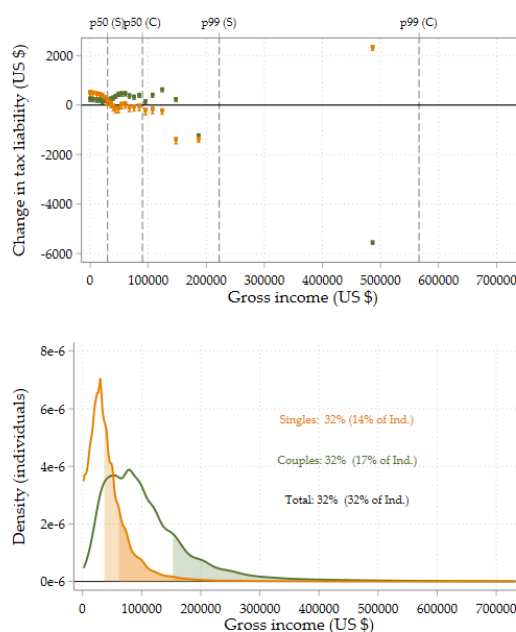 p50 (S)p50 (C) p99 (S) p99 (C)
Change in tax liability (US $)
2000
0
-2000
-4000
-6000
0 100000 200000 300000 400000 500000 600000 700000
Gross income (US $)
Density (individuals)
8e-6
6e-6
4e-6
2e-6
0e-6
Singles: 32% (14% of Ind.)
Couples: 32% (17% of Ind.)
Total: 32% (32% of Ind.)
0 100000 200000 300000 400000 500000 600000 700000
Gross income (US $)